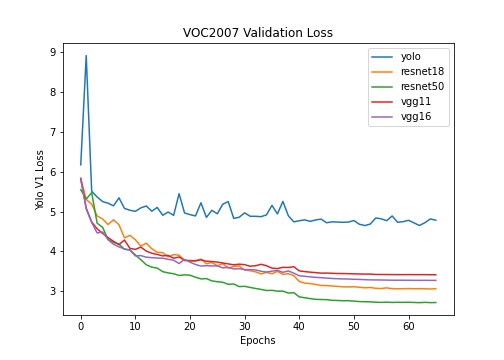 VOC2007 Validation Loss
yolo
resnet18
resnet50
vgg11
vgg16
Yolo V1 Loss
9
8
7
6
5
4
3
0 10 20 30 40 50 60
Epochs